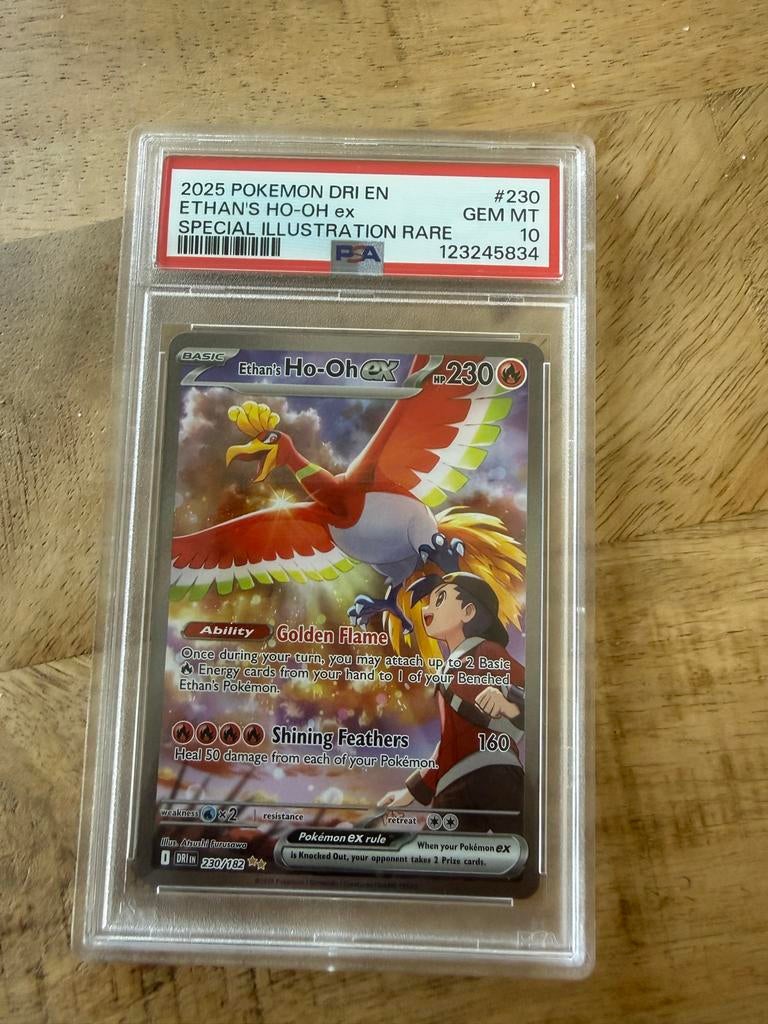 2025 POKEMON DRI EN #230
ETHAN'S HO-OH ex GEM MT
SPECIAL ILLUSTRATION RARE 10
PSA 123245834
BASIC Ethan's Ho-Oh ex HP 230
Ability Golden Flame
Once during your turn, you may attach up to 2 Basic
Energy cards from your hand to 1 of your Benched
Ethan's Pokémon.
Shining Feathers 160
Heal 50 damage from each of your Pokémon.
weakness ×2 resistance retreat
Illus. Atsushi Furusawa
Pokémon ex rule When your Pokémon ex
is Knocked Out, your opponent takes 2 Prize cards.
I DRI EN 230/182
PSA